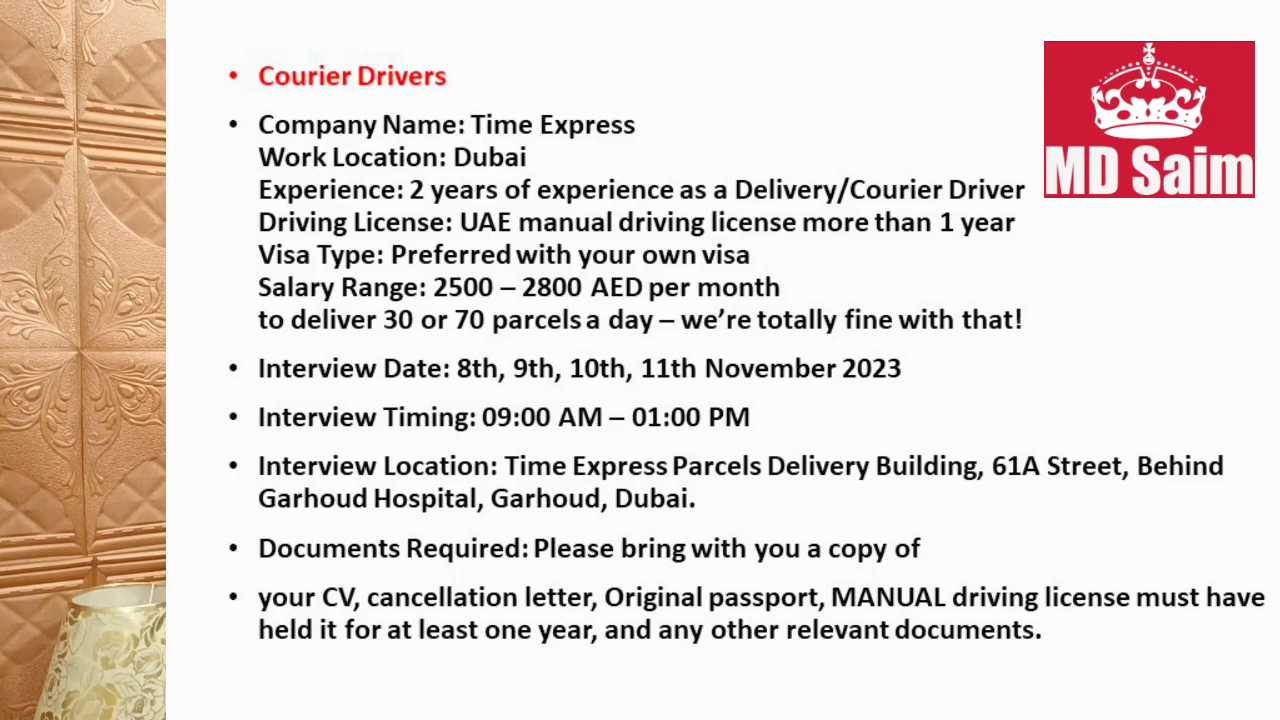 Courier Drivers
MD Saim
Company Name: Time Express
Work Location: Dubai
Experience: 2 years of experience as a Delivery/Courier Driver
Driving License: UAE manual driving license more than 1 year
Visa Type: Preferred with your own visa
Salary Range: 2500 – 2800 AED per month
to deliver 30 or 70 parcels a day – we’re totally fine with that!
Interview Date: 8th, 9th, 10th, 11th November 2023
Interview Timing: 09:00 AM – 01:00 PM
Interview Location: Time Express Parcels Delivery Building, 61A Street, Behind
Garhoud Hospital, Garhoud, Dubai.
Documents Required: Please bring with you a copy of
your CV, cancellation letter, Original passport, MANUAL driving license must have
held it for at least one year, and any other relevant documents.